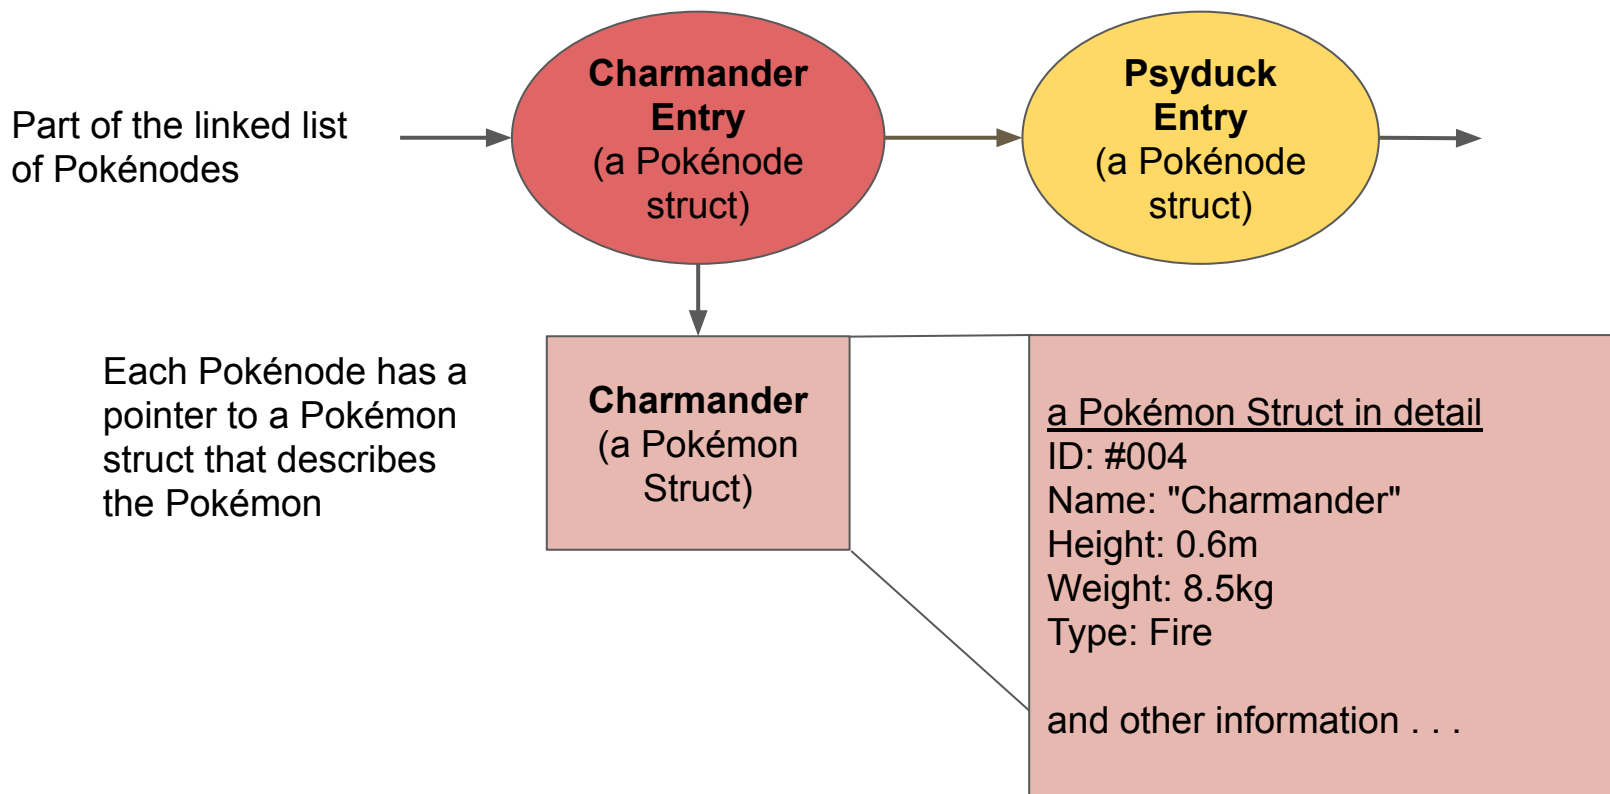 Part of the linked list
of Pokénodes
Charmander
Entry
(a Pokénode
struct)
Psyduck
Entry
(a Pokénode
struct)
Each Pokénode has a
pointer to a Pokémon
struct that describes
the Pokémon
Charmander
(a Pokémon
Struct)
a Pokémon Struct in detail
ID: #004
Name: "Charmander"
Height: 0.6m
Weight: 8.5kg
Type: Fire
and other information . . .